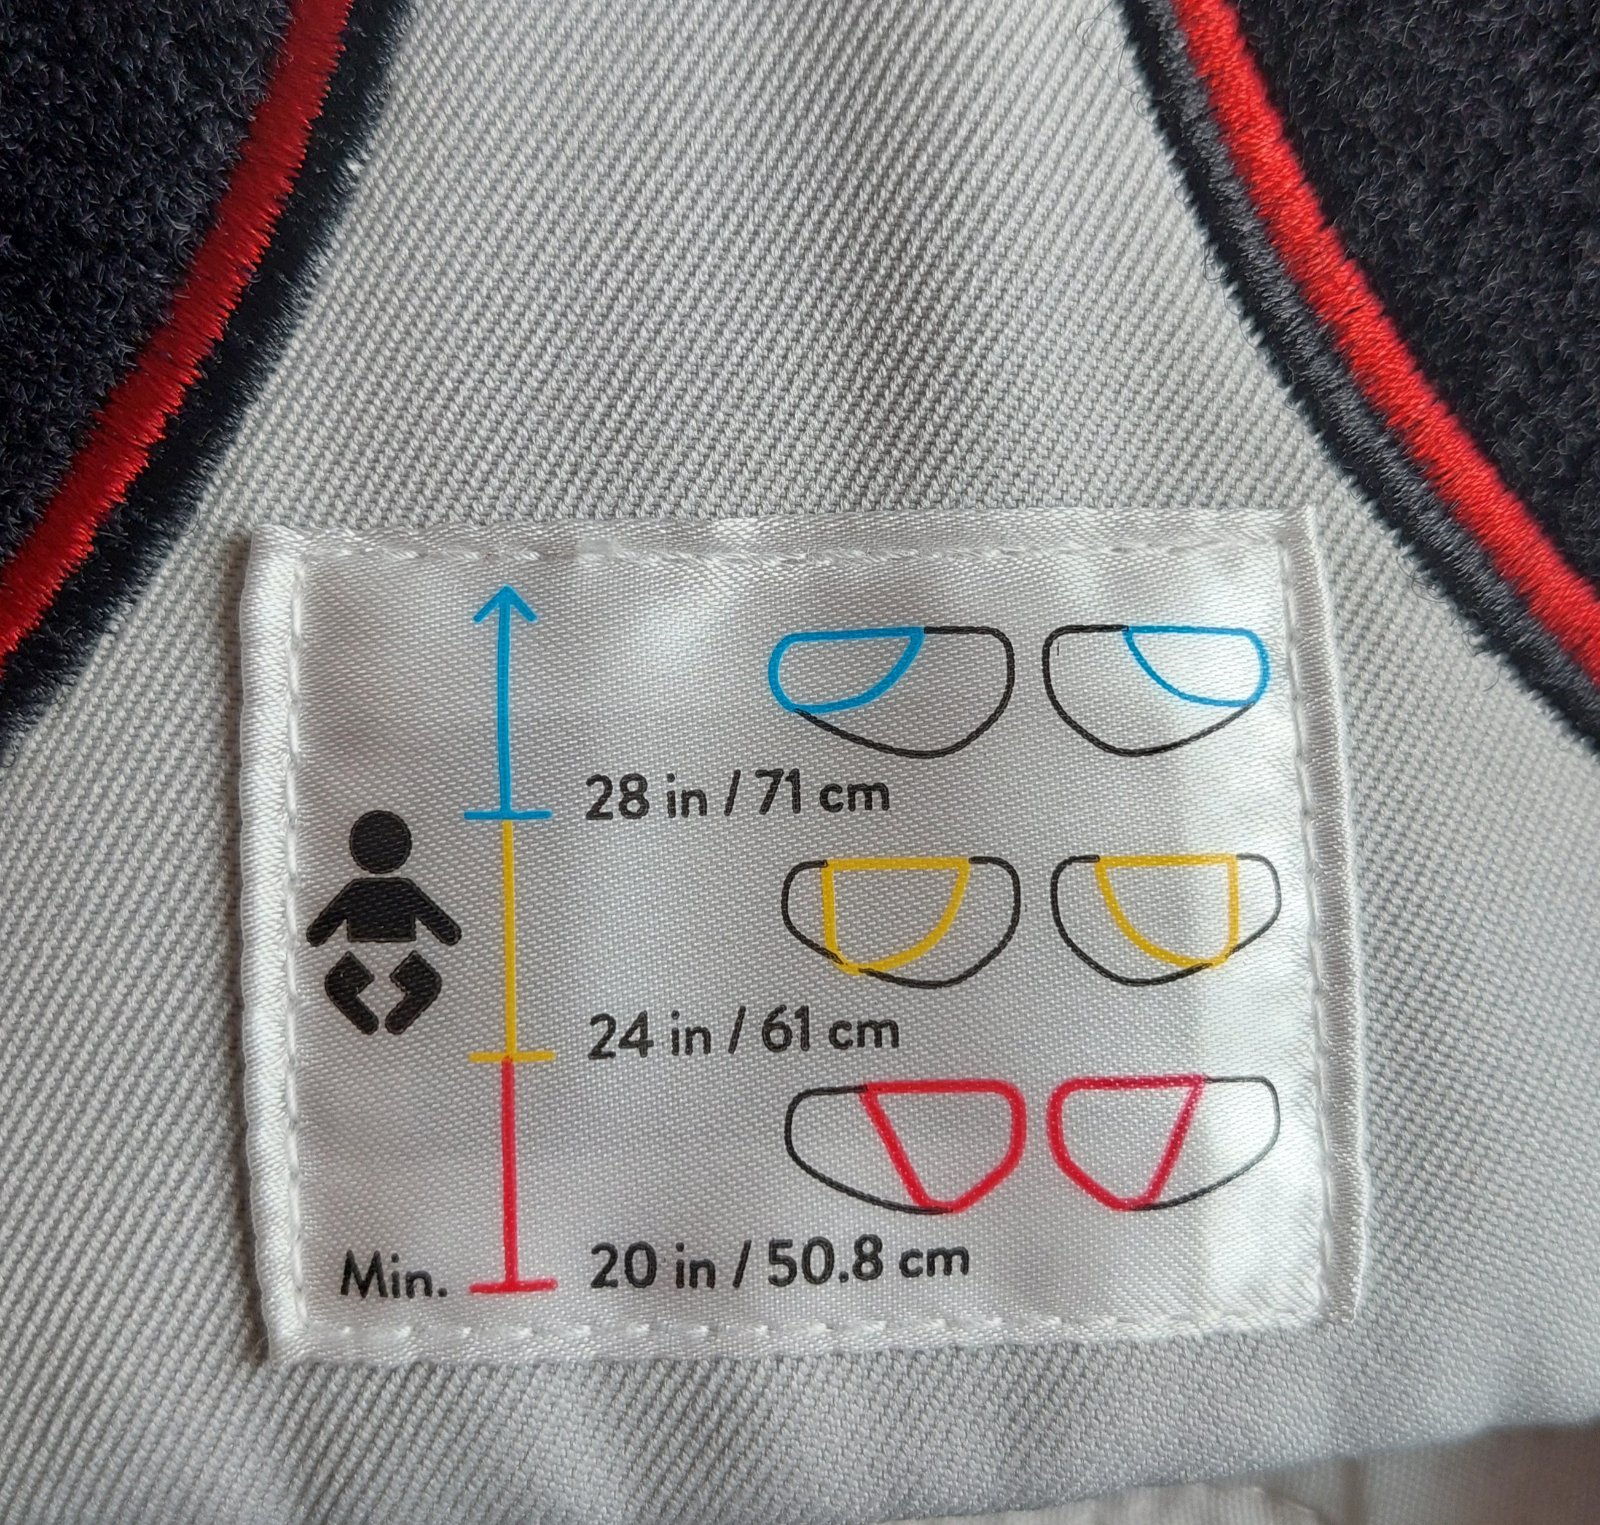 28 in / 71 cm
24 in / 61 cm
Min. 20 in / 50.8 cm